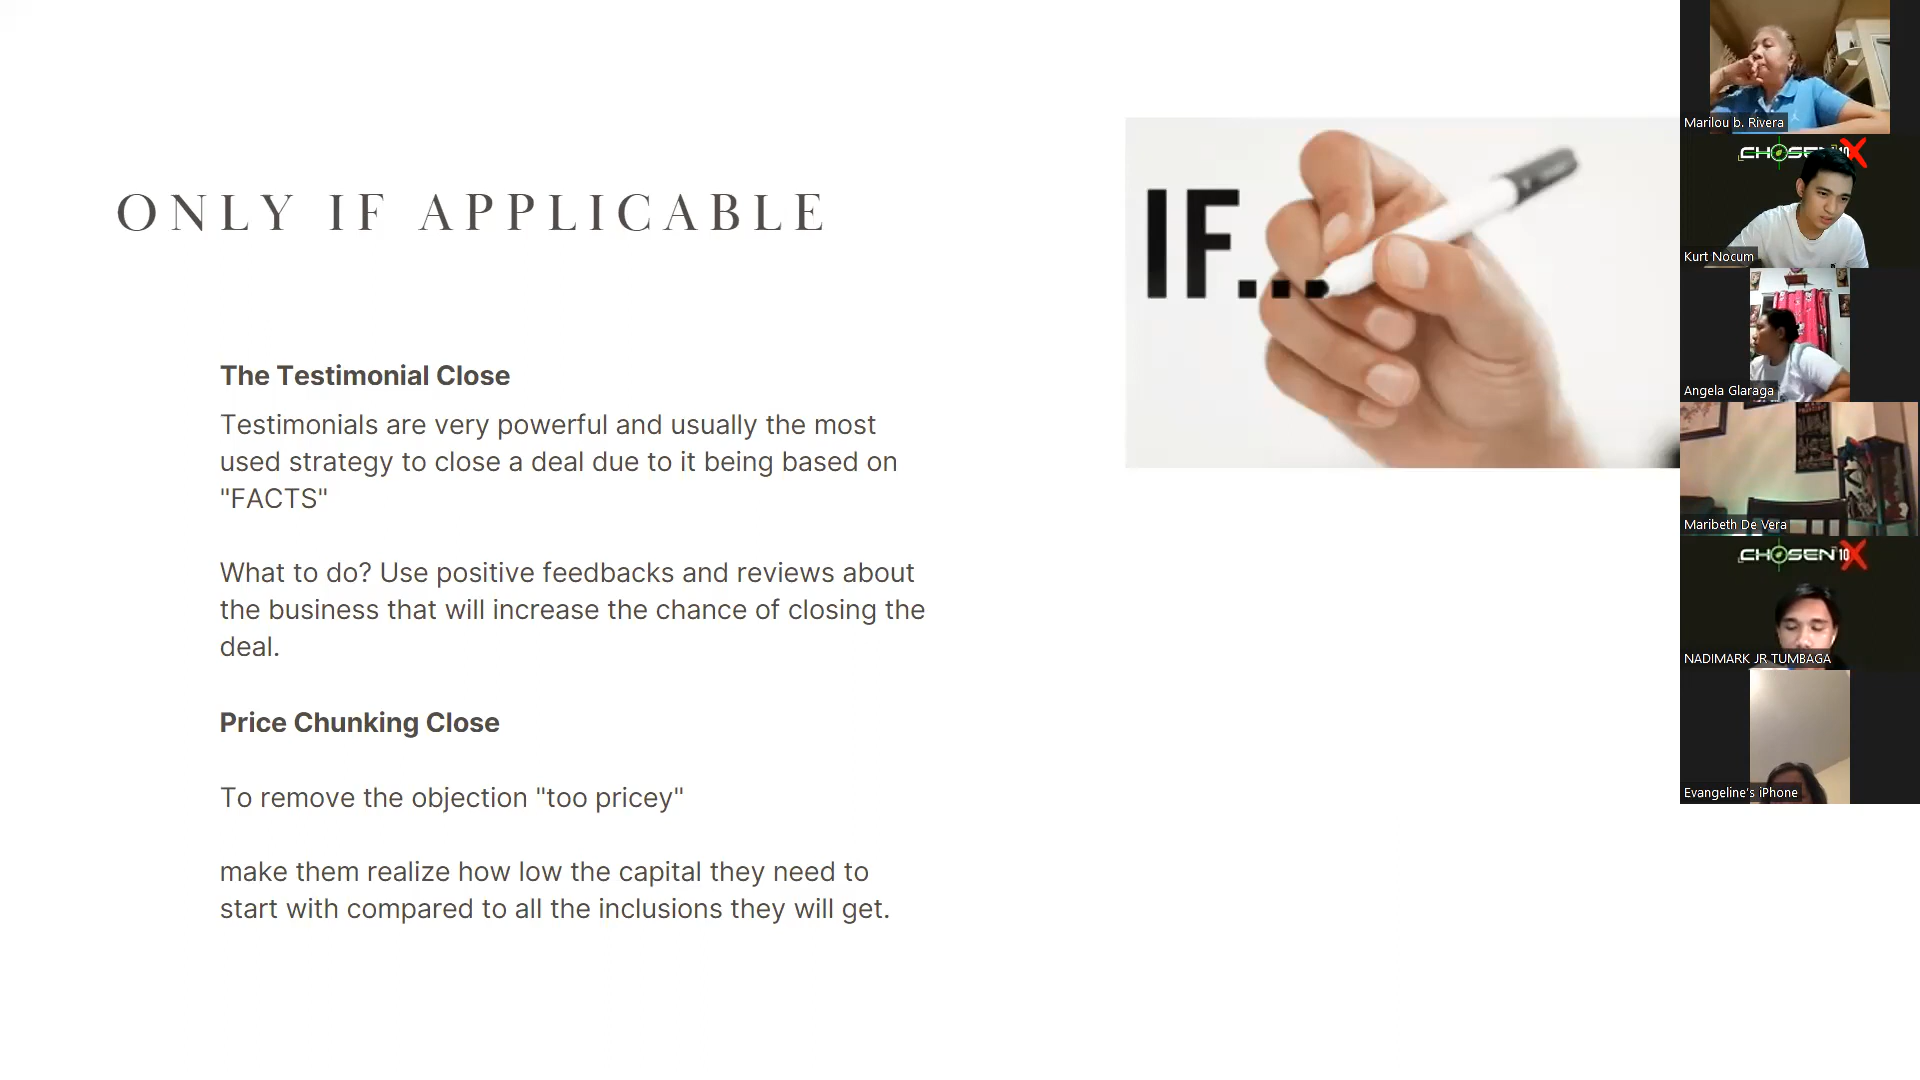 ONLY IF APPLICABLE
IF...
The Testimonial Close
Testimonials are very powerful and usually the most
used strategy to close a deal due to it being based on
"FACTS"
What to do? Use positive feedbacks and reviews about
the business that will increase the chance of closing the
deal.
Price Chunking Close
To remove the objection "too pricey"
make them realize how low the capital they need to
start with compared to all the inclusions they will get.
Marilou b. Rivera
CHOSEN 10X
Kurt Nocum
Angela Glaraga
Maribeth De Vera
CHOSEN 10X
NADIMARK JR TUMBAGA
Evangeline's iPhone